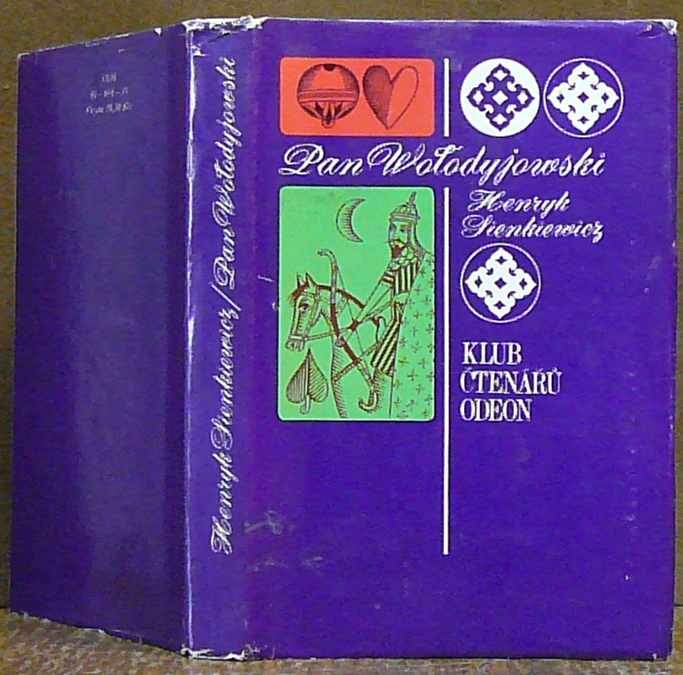 Henryk Sienkiewicz/Pan Wołodyjowski
Pan Wołodyjowski
Henryk
Sienkiewicz
KLUB
ČTENÁŘŮ
ODEON